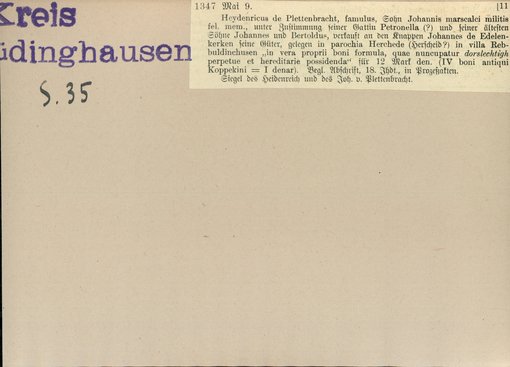 Kreis
üdinghausen
S. 35
1347 Mai 9. [11
Heydenricus de Plettenbracht, famulus, Sohn Johannis marscalci militis
fel. mem., unter Zustimmung seiner Gattin Petronella (?) und seiner ältesten
Söhne Johannes und Bertoldus, verkauft an den Knappen Johannes de Edelen-
kerken seine Güter, gelegen in parochia Herchede (Herscheid?) in villa Reb-
buldinchusen „in vera proprii boni formula, quae nuncupatur dorslechtigh
perpetue et hereditarie possidenda“ für 12 Mark den. (IV boni antiqui
Koppekini = I denar). Begl. Abschrift, 18. Jhdt., in Prozeßakten.
Siegel des Heidenreich und des Joh. v. Plettenbracht.